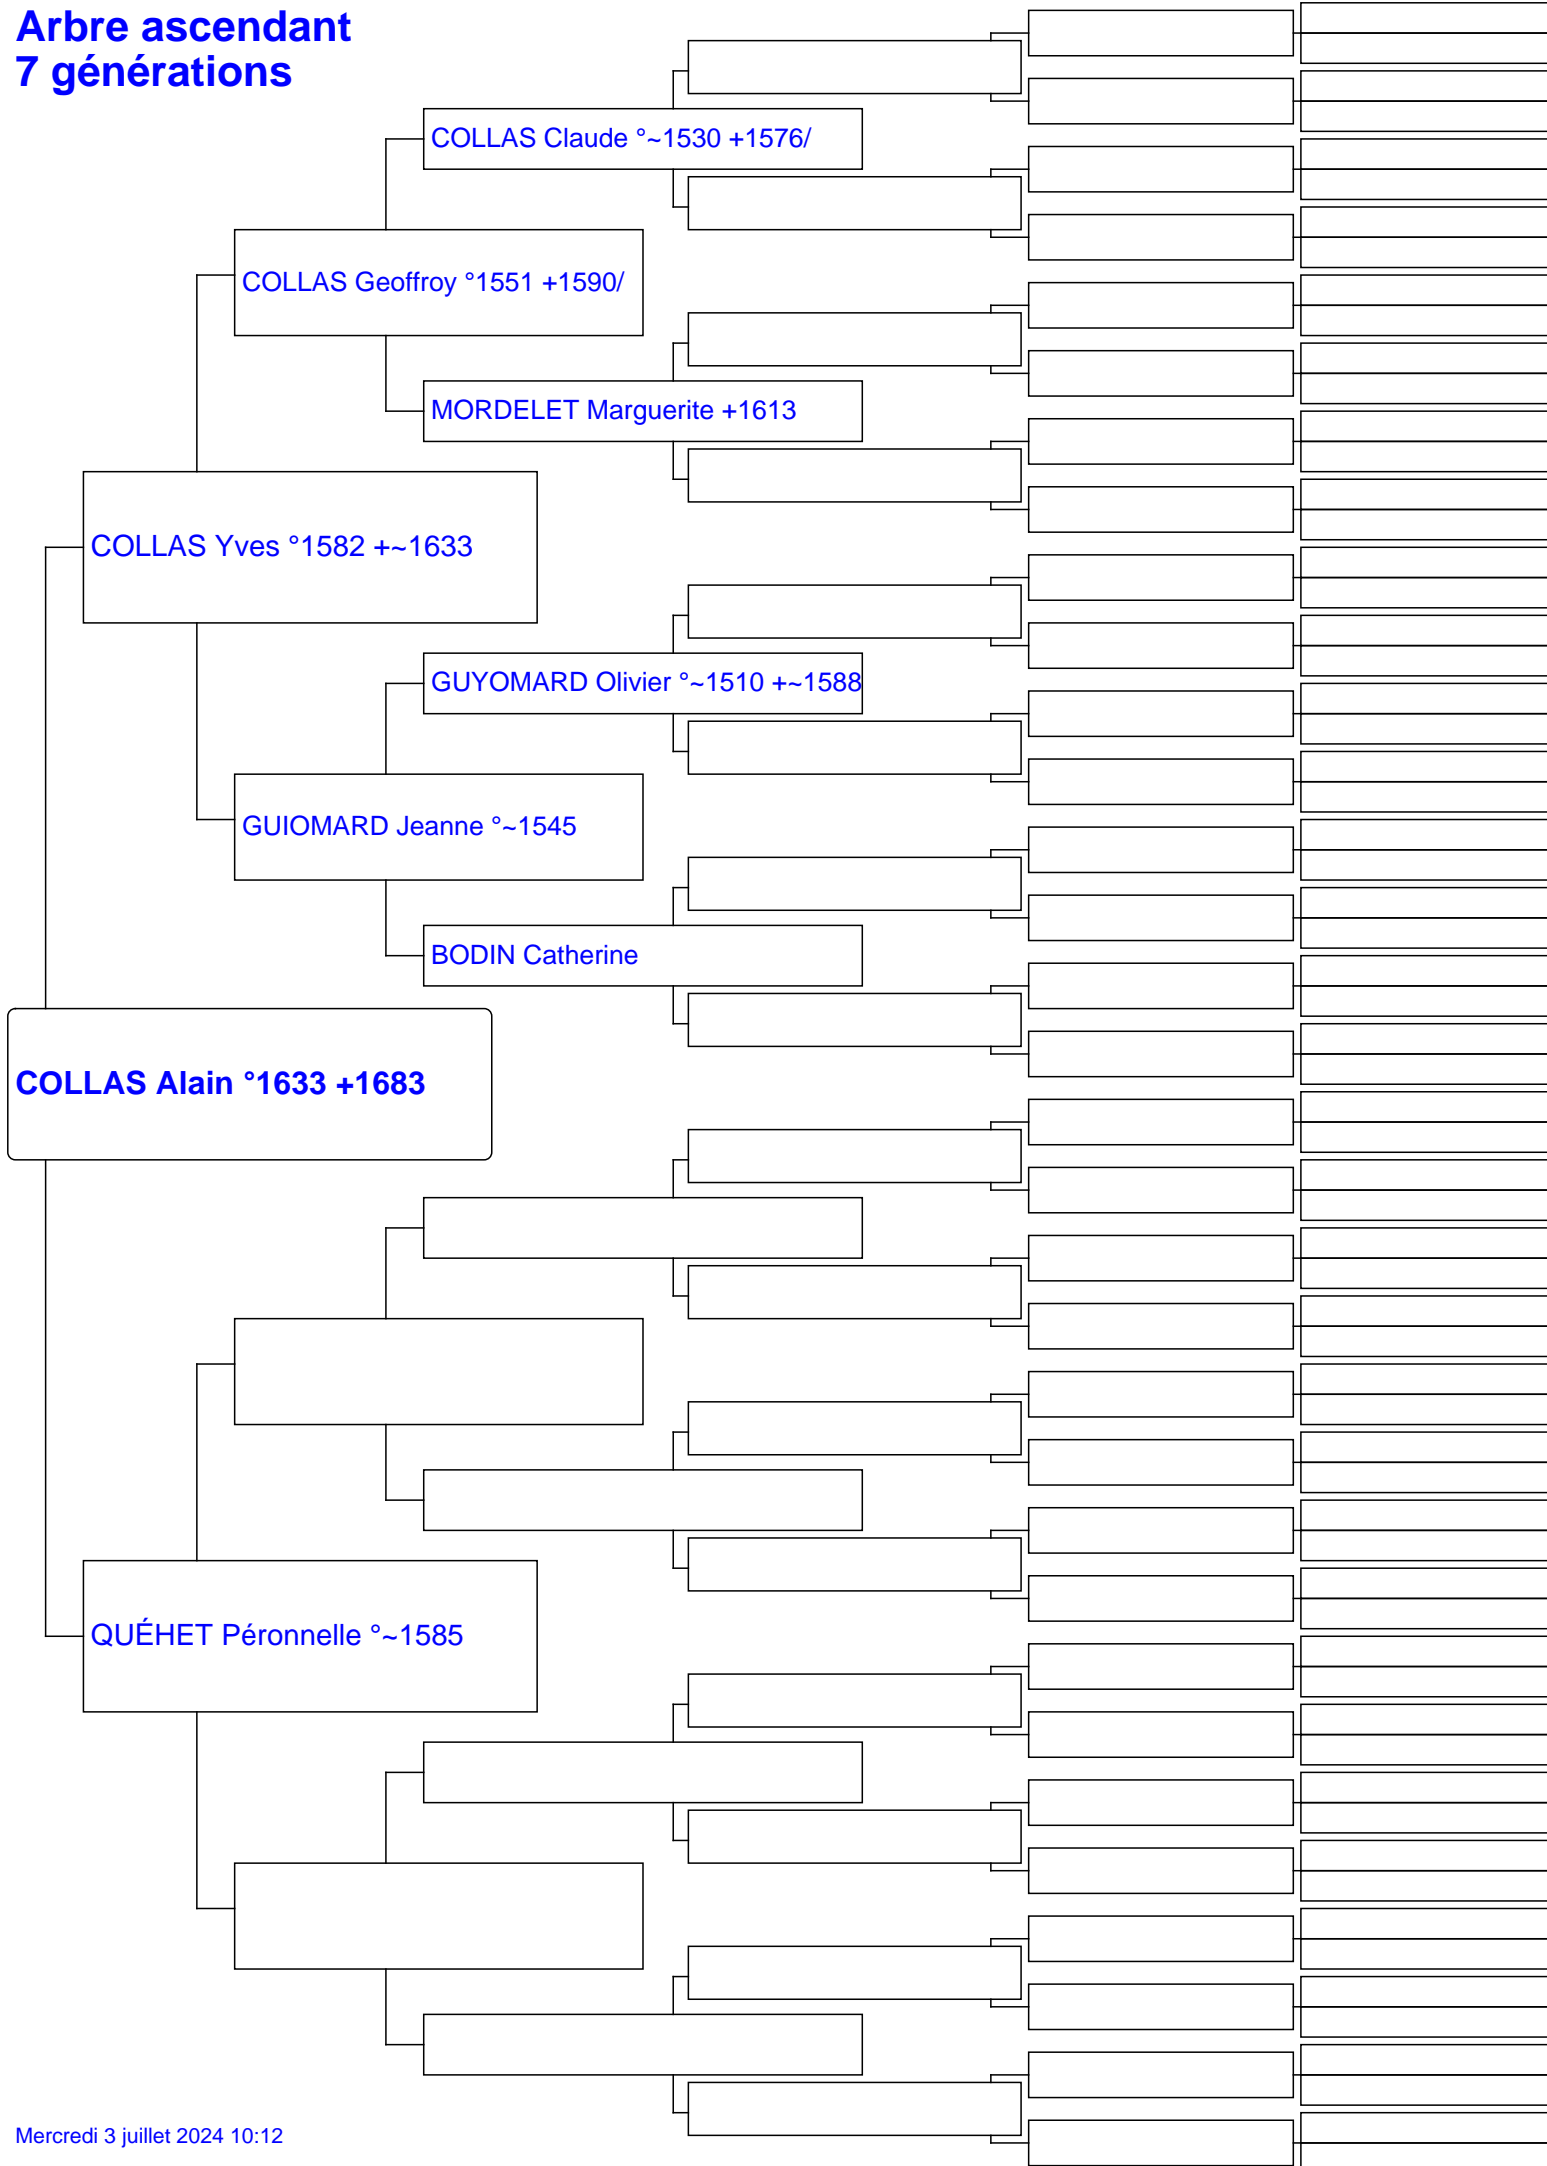 Arbre ascendant
7 générations
COLLAS Claude °~1530 +1576/
COLLAS Geoffroy °1551 +1590/
MORDELET Marguerite +1613
COLLAS Yves °1582 +~1633
GUYOMARD Olivier °~1510 +~1588
GUIOMARD Jeanne °~1545
BODIN Catherine
COLLAS Alain °1633 +1683
QUÉHET Péronnelle °~1585
Mercredi 3 juillet 2024 10:12